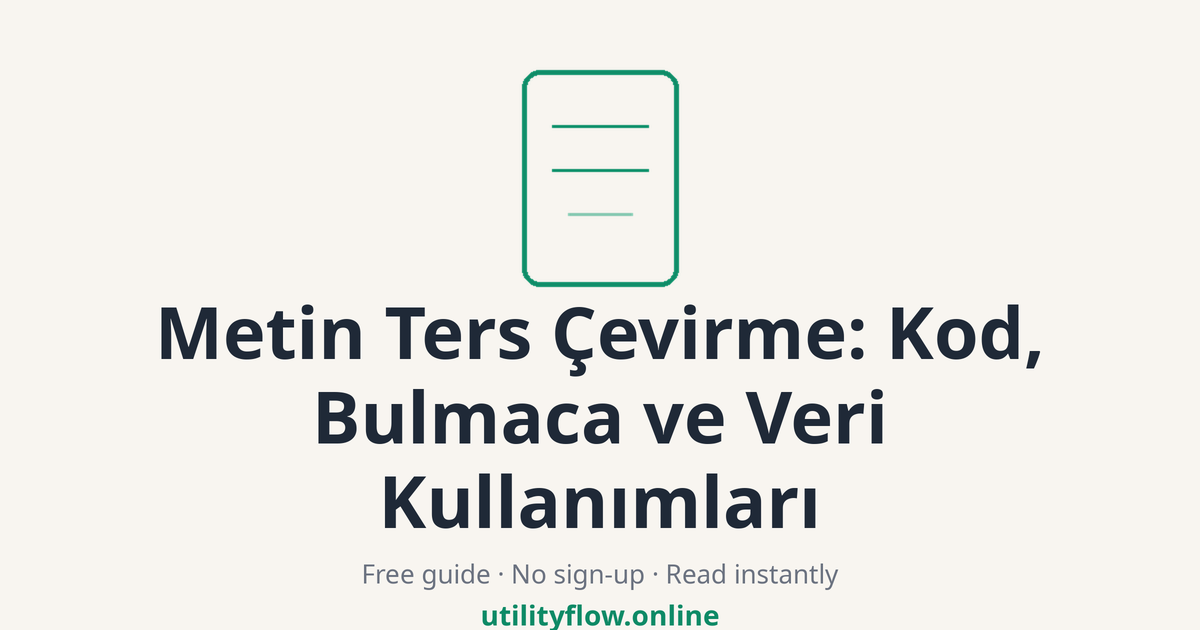 Metin Ters Çevirme: Kod,
Bulmaca ve Veri
Kullanımları
Free guide · No sign-up · Read instantly
utilityflow.online